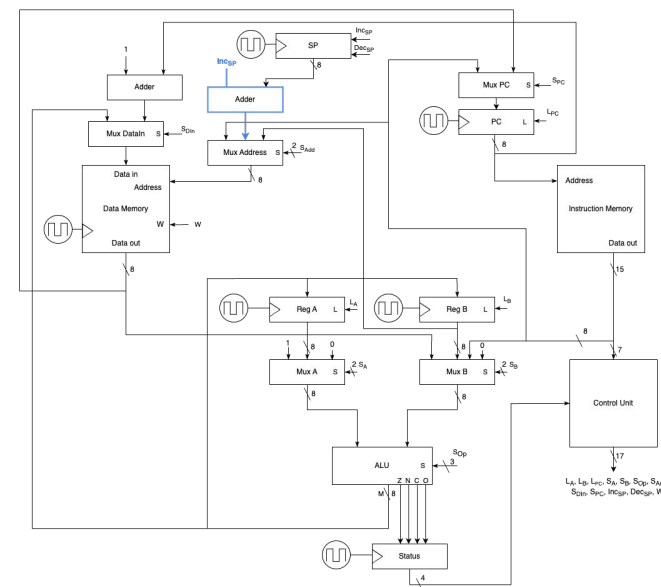 Inc_SP
Dec_SP
SP
8
1
Inc_SP
Adder
Adder
Mux PC S
S_PC
PC L
L_PC
8
Mux DataIn S
S_DIn
Mux Address S
2 S_Add
8
Data in
Address
Data Memory
W
W
Data out
8
Address
Instruction Memory
Data out
15
Reg A L
L_A
Reg B L
L_B
8
7
1
8
0
8
0
Mux A S
2 S_A
Mux B S
2 S_B
8
8
Control Unit
17
ALU S
S_Op
3
Z N C O
M
8
L_A, L_B, L_PC, S_A, S_B, S_Op,
S_DIn, S_PC, Inc_SP, Dec_SP, W
Status
4